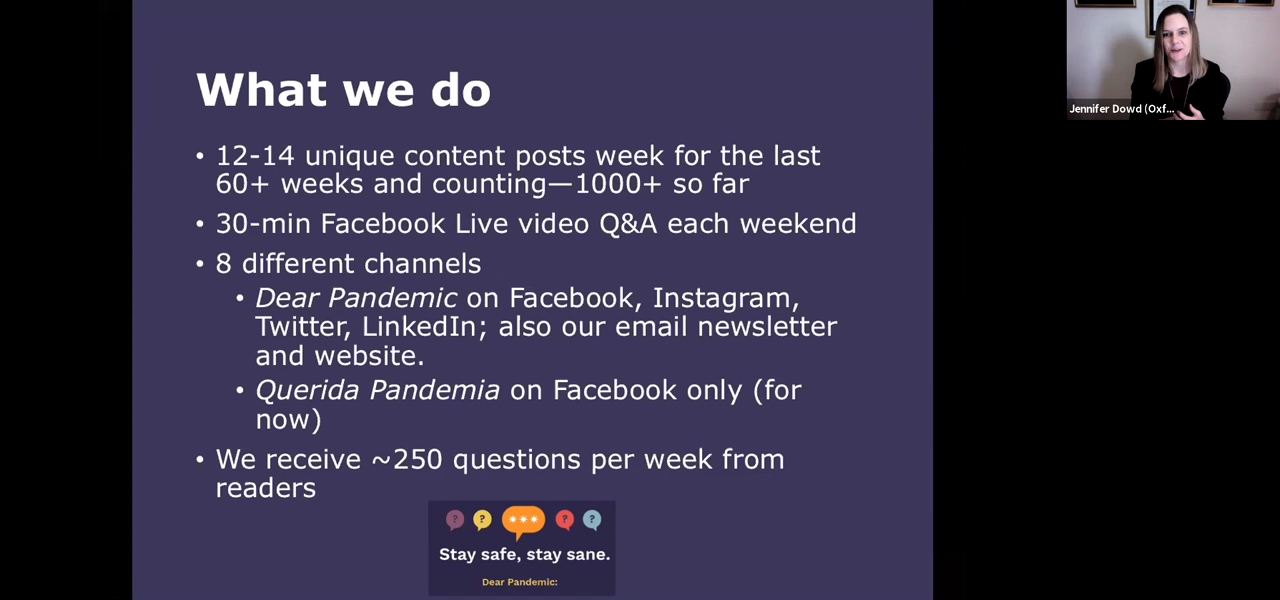 What we do
• 12-14 unique content posts week for the last
60+ weeks and counting—1000+ so far
• 30-min Facebook Live video Q&A each weekend
• 8 different channels
• Dear Pandemic on Facebook, Instagram,
Twitter, LinkedIn; also our email newsletter
and website.
• Querida Pandemia on Facebook only (for
now)
• We receive ~250 questions per week from
readers
? ? *** ? ?
Stay safe, stay sane.
Dear Pandemic:
Jennifer Dowd (Oxf...